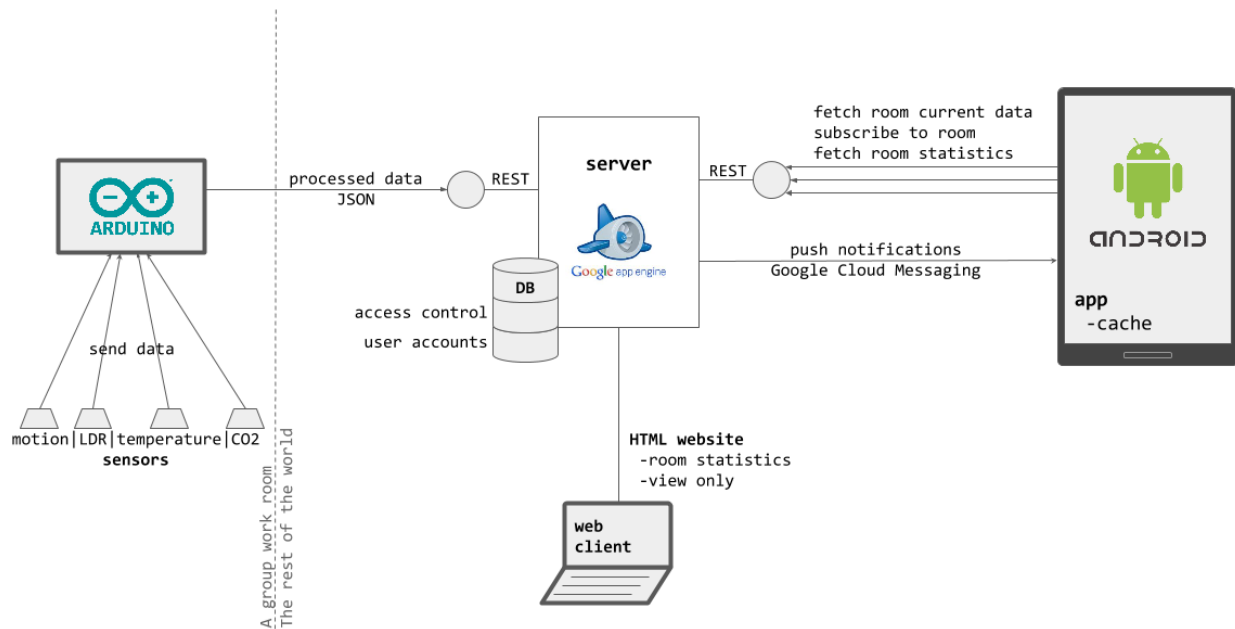 fetch room current data
subscribe to room
fetch room statistics
server
REST
REST
processed data
JSON
ARDUINO
Google app engine
ANDROID
push notifications
Google Cloud Messaging
DB
access control
user accounts
app
-cache
send data
motion|LDR|temperature|CO2
sensors
A group work room
The rest of the world
HTML website
-room statistics
-view only
web
client